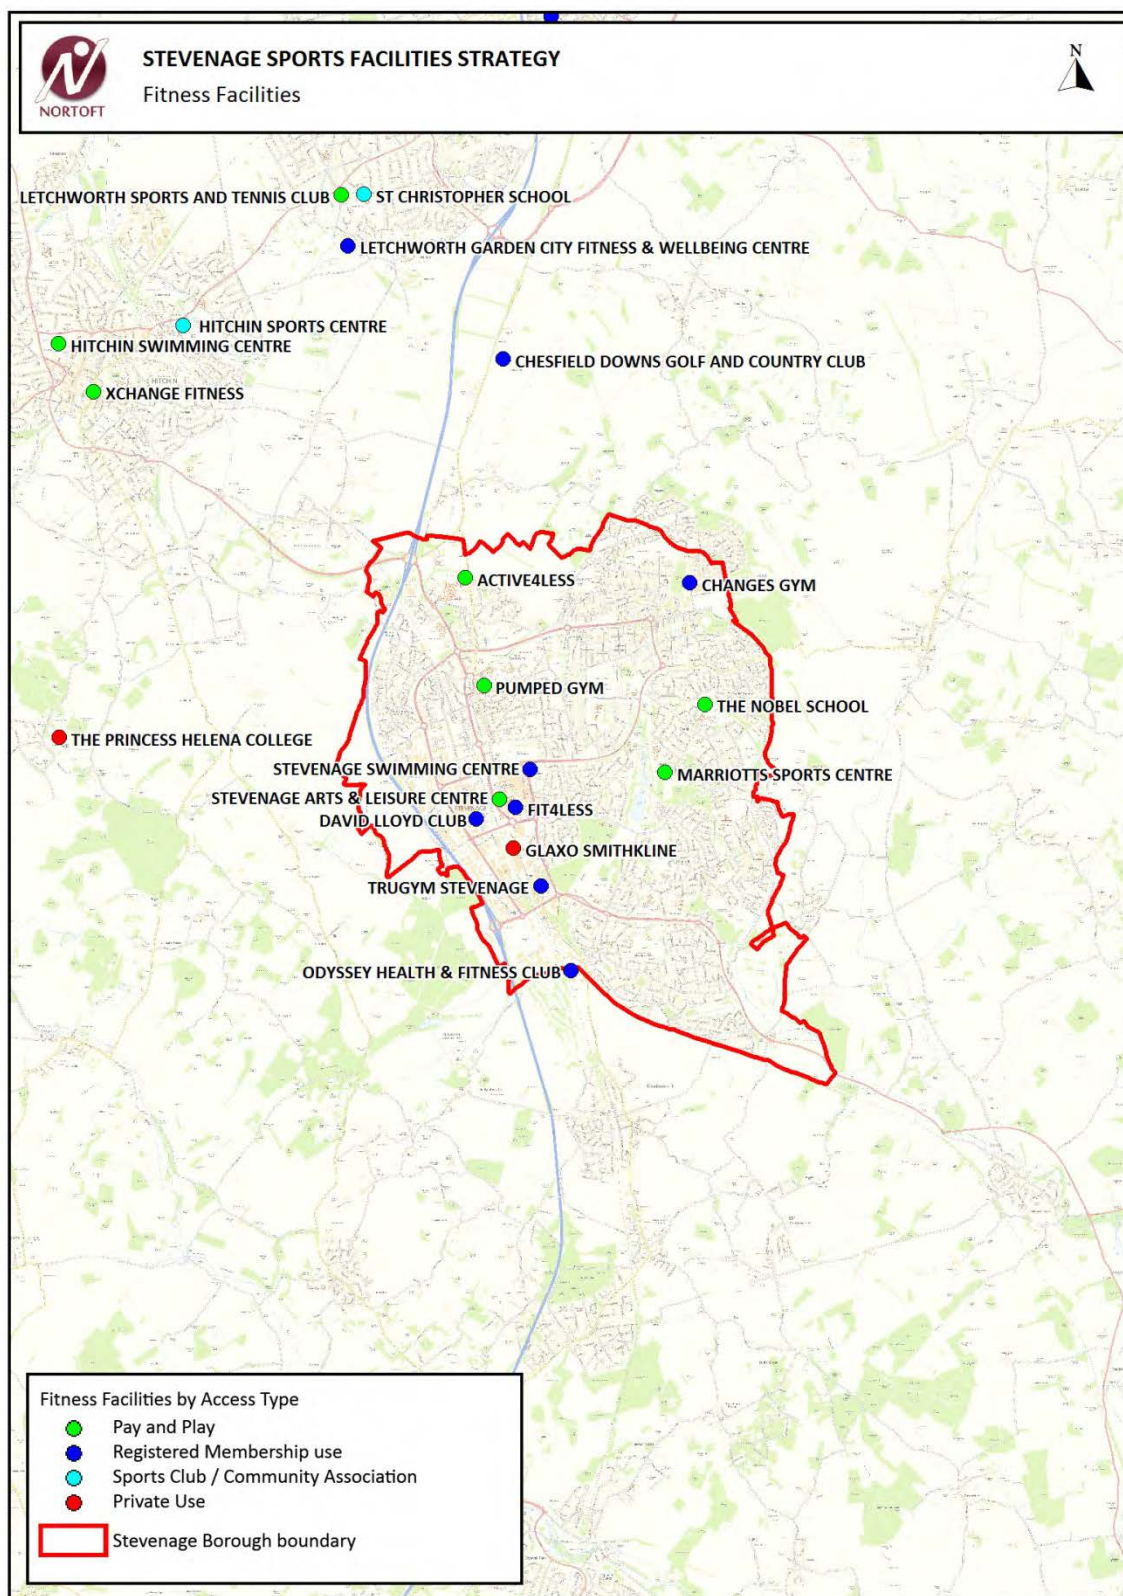 STEVENAGE SPORTS FACILITIES STRATEGY
Fitness Facilities
NORTOFT
N
LETCHWORTH SPORTS AND TENNIS CLUB
ST CHRISTOPHER SCHOOL
LETCHWORTH GARDEN CITY FITNESS & WELLBEING CENTRE
HITCHIN SPORTS CENTRE
HITCHIN SWIMMING CENTRE
CHESFIELD DOWNS GOLF AND COUNTRY CLUB
HITCHIN
XCHANGE FITNESS
ACTIVE4LESS
CHANGES GYM
PUMPED GYM
THE NOBEL SCHOOL
THE PRINCESS HELENA COLLEGE
STEVENAGE SWIMMING CENTRE
MARRIOTTS SPORTS CENTRE
STEVENAGE ARTS & LEISURE CENTRE
FIT4LESS
STEVENAGE
DAVID LLOYD CLUB
GLAXO SMITHKLINE
TRUGYM STEVENAGE
ODYSSEY HEALTH & FITNESS CLUB
Fitness Facilities by Access Type
Pay and Play
Registered Membership use
Sports Club / Community Association
Private Use
Stevenage Borough boundary